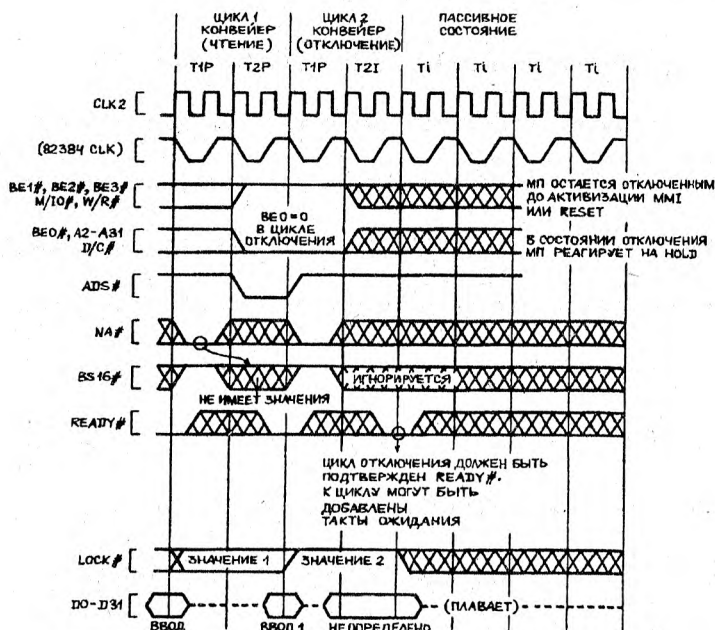 ЦИКЛ 1
КОНВЕЙЕР
(ЧТЕНИЕ)
ЦИКЛ 2
КОНВЕЙЕР
(ОТКЛЮЧЕНИЕ)
ПАССИВНОЕ
СОСТОЯНИЕ
T1P T2P T1P T2I Ti Ti Ti Ti
CLK2
(82384 CLK)
BE1#, BE2#, BE3#
M/IO#, W/R#
МП ОСТАЕТСЯ ОТКЛЮЧЕННЫМ
ДО АКТИВИЗАЦИИ MMI
ИЛИ RESET
BE0=0
В ЦИКЛЕ
ОТКЛЮЧЕНИЯ
BE0#, A2-A31
D/C#
В СОСТОЯНИИ ОТКЛЮЧЕНИЯ
МП РЕАГИРУЕТ НА HOLD
ADS#
NA#
BS16#
ИГНОРИРУЕТСЯ
НЕ ИМЕЕТ ЗНАЧЕНИЯ
READY#
ЦИКЛ ОТКЛЮЧЕНИЯ ДОЛЖЕН БЫТЬ
ПОДТВЕРЖДЕН READY#.
К ЦИКЛУ МОГУТ БЫТЬ
ДОБАВЛЕНЫ
ТАКТЫ ОЖИДАНИЯ
LOCK#
ЗНАЧЕНИЕ 1
ЗНАЧЕНИЕ 2
D0-D31
(ПЛАВАЕТ)
ВВОД
ВВОД 1
НЕОПРЕДЕЛЕНО